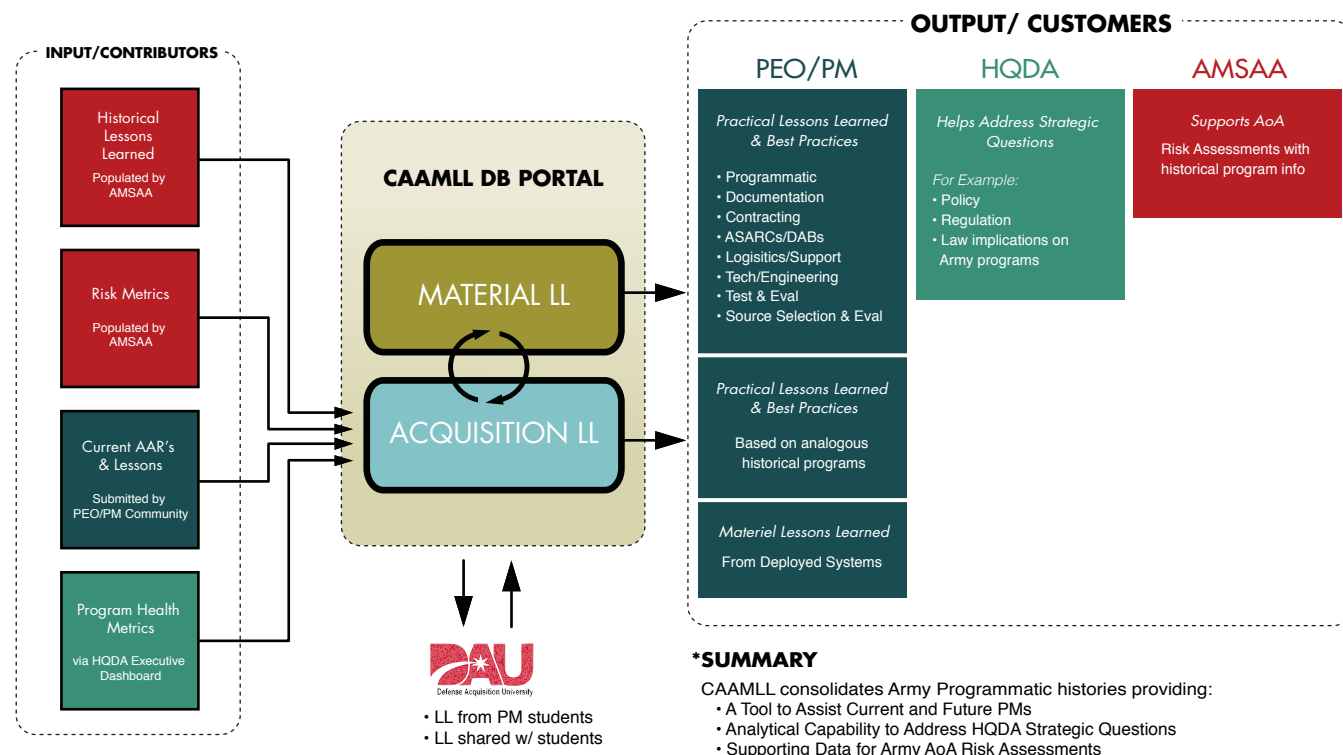 INPUT/CONTRIBUTORS
Historical
Lessons
Learned
Populated by
AMSAA
Risk Metrics
Populated by
AMSAA
Current AAR's
& Lessons
Submitted by
PEO/PM Community
Program Health
Metrics
via HQDA Executive
Dashboard
CAAMLL DB PORTAL
MATERIAL LL
ACQUISITION LL
DAU
Defense Acquisition University
• LL from PM students
• LL shared w/ students
OUTPUT/ CUSTOMERS
PEO/PM
Practical Lessons Learned
& Best Practices
• Programmatic
• Documentation
• Contracting
• ASARCs/DABs
• Logisitics/Support
• Tech/Engineering
• Test & Eval
• Source Selection & Eval
Practical Lessons Learned
& Best Practices
Based on analogous
historical programs
Materiel Lessons Learned
From Deployed Systems
HQDA
Helps Address Strategic
Questions
For Example:
• Policy
• Regulation
• Law implications on
Army programs
AMSAA
Supports AoA
Risk Assessments with
historical program info
*SUMMARY
CAAMLL consolidates Army Programmatic histories providing:
• A Tool to Assist Current and Future PMs
• Analytical Capability to Address HQDA Strategic Questions
• Supporting Data for Army AoA Risk Assessments